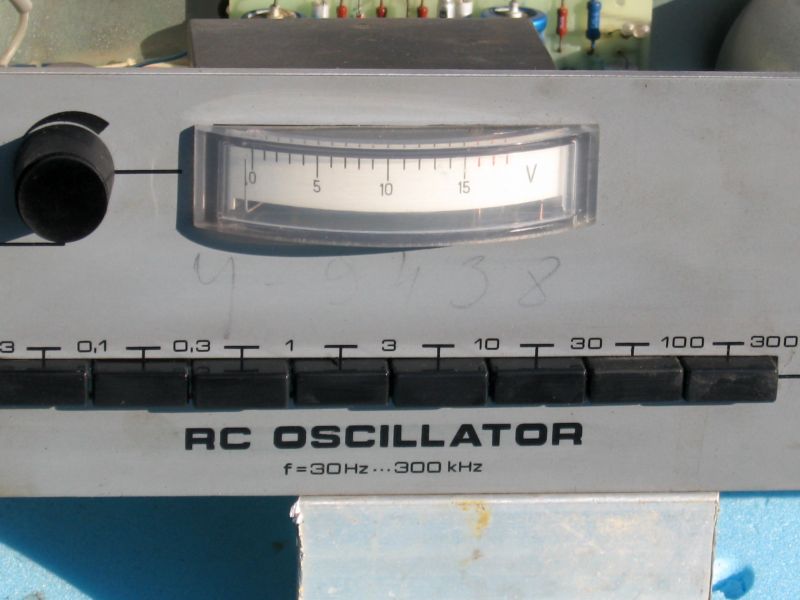 0 5 10 15 V
4-9438
3 0,1 0,3 1 3 10 30 100 300
RC OSCILLATOR
f=30Hz...300 kHz